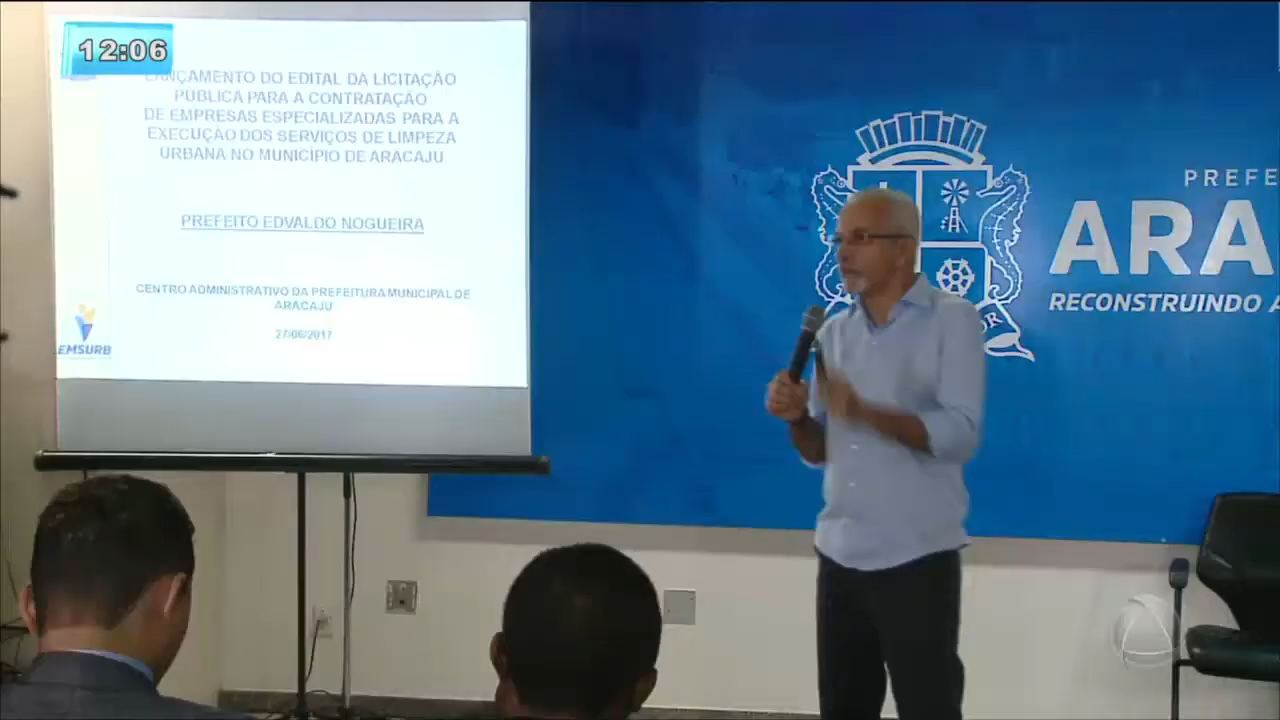 12:06
LANÇAMENTO DO EDITAL DA LICITAÇÃO
PÚBLICA PARA A CONTRATAÇÃO
DE EMPRESAS ESPECIALIZADAS PARA A
EXECUÇÃO DOS SERVIÇOS DE LIMPEZA
URBANA NO MUNICÍPIO DE ARACAJU
PREFEITO EDVALDO NOGUEIRA
CENTRO ADMINISTRATIVO DA PREFEITURA MUNICIPAL DE
ARACAJU
27/06/2017
EMSURB
PREFE
ARA
RECONSTRUINDO A